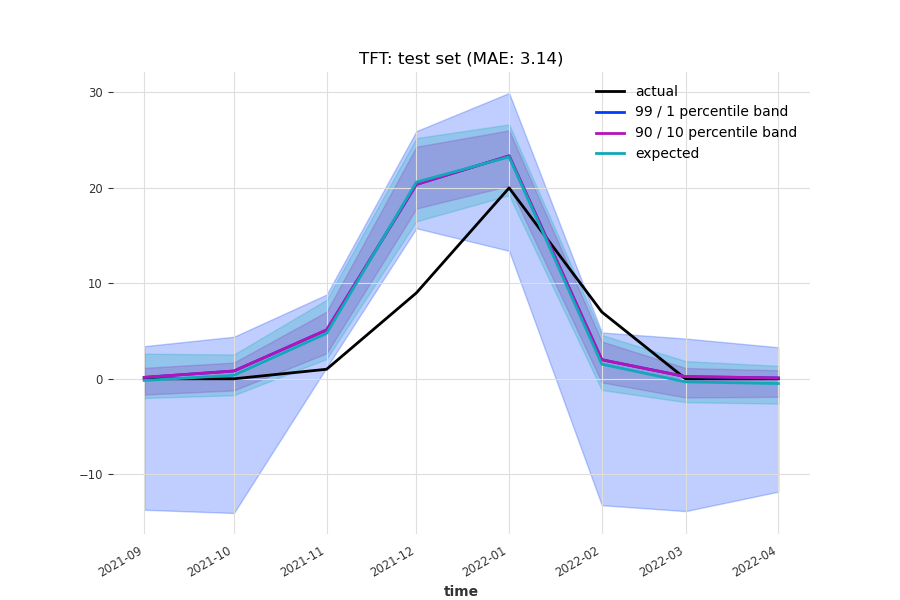 TFT: test set (MAE: 3.14)
actual
99 / 1 percentile band
90 / 10 percentile band
expected
30
20
10
0
−10
2021-09
2021-10
2021-11
2021-12
2022-01
2022-02
2022-03
2022-04
time